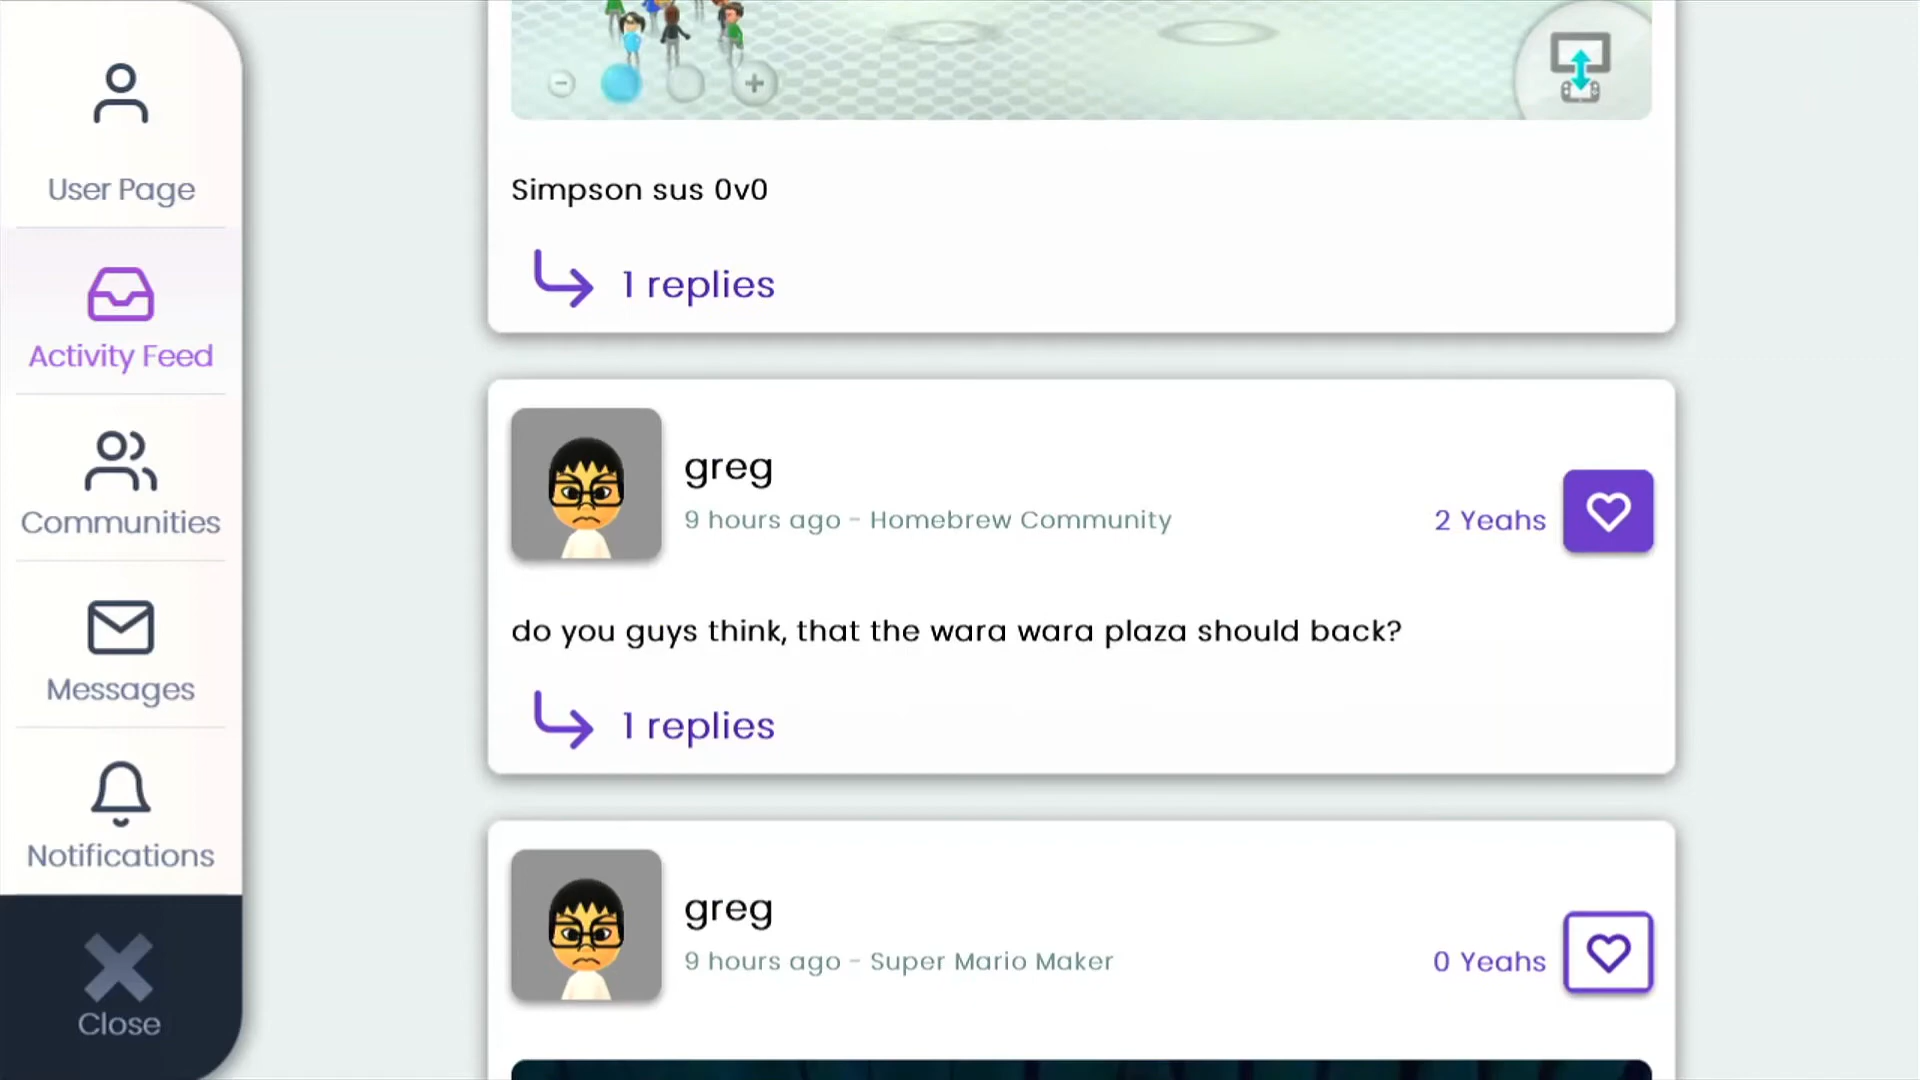 User Page
Activity Feed
Communities
Messages
Notifications
Close
Simpson sus 0v0
1 replies
greg
9 hours ago - Homebrew Community
2 Yeahs
do you guys think, that the wara wara plaza should back?
1 replies
greg
9 hours ago - Super Mario Maker
0 Yeahs